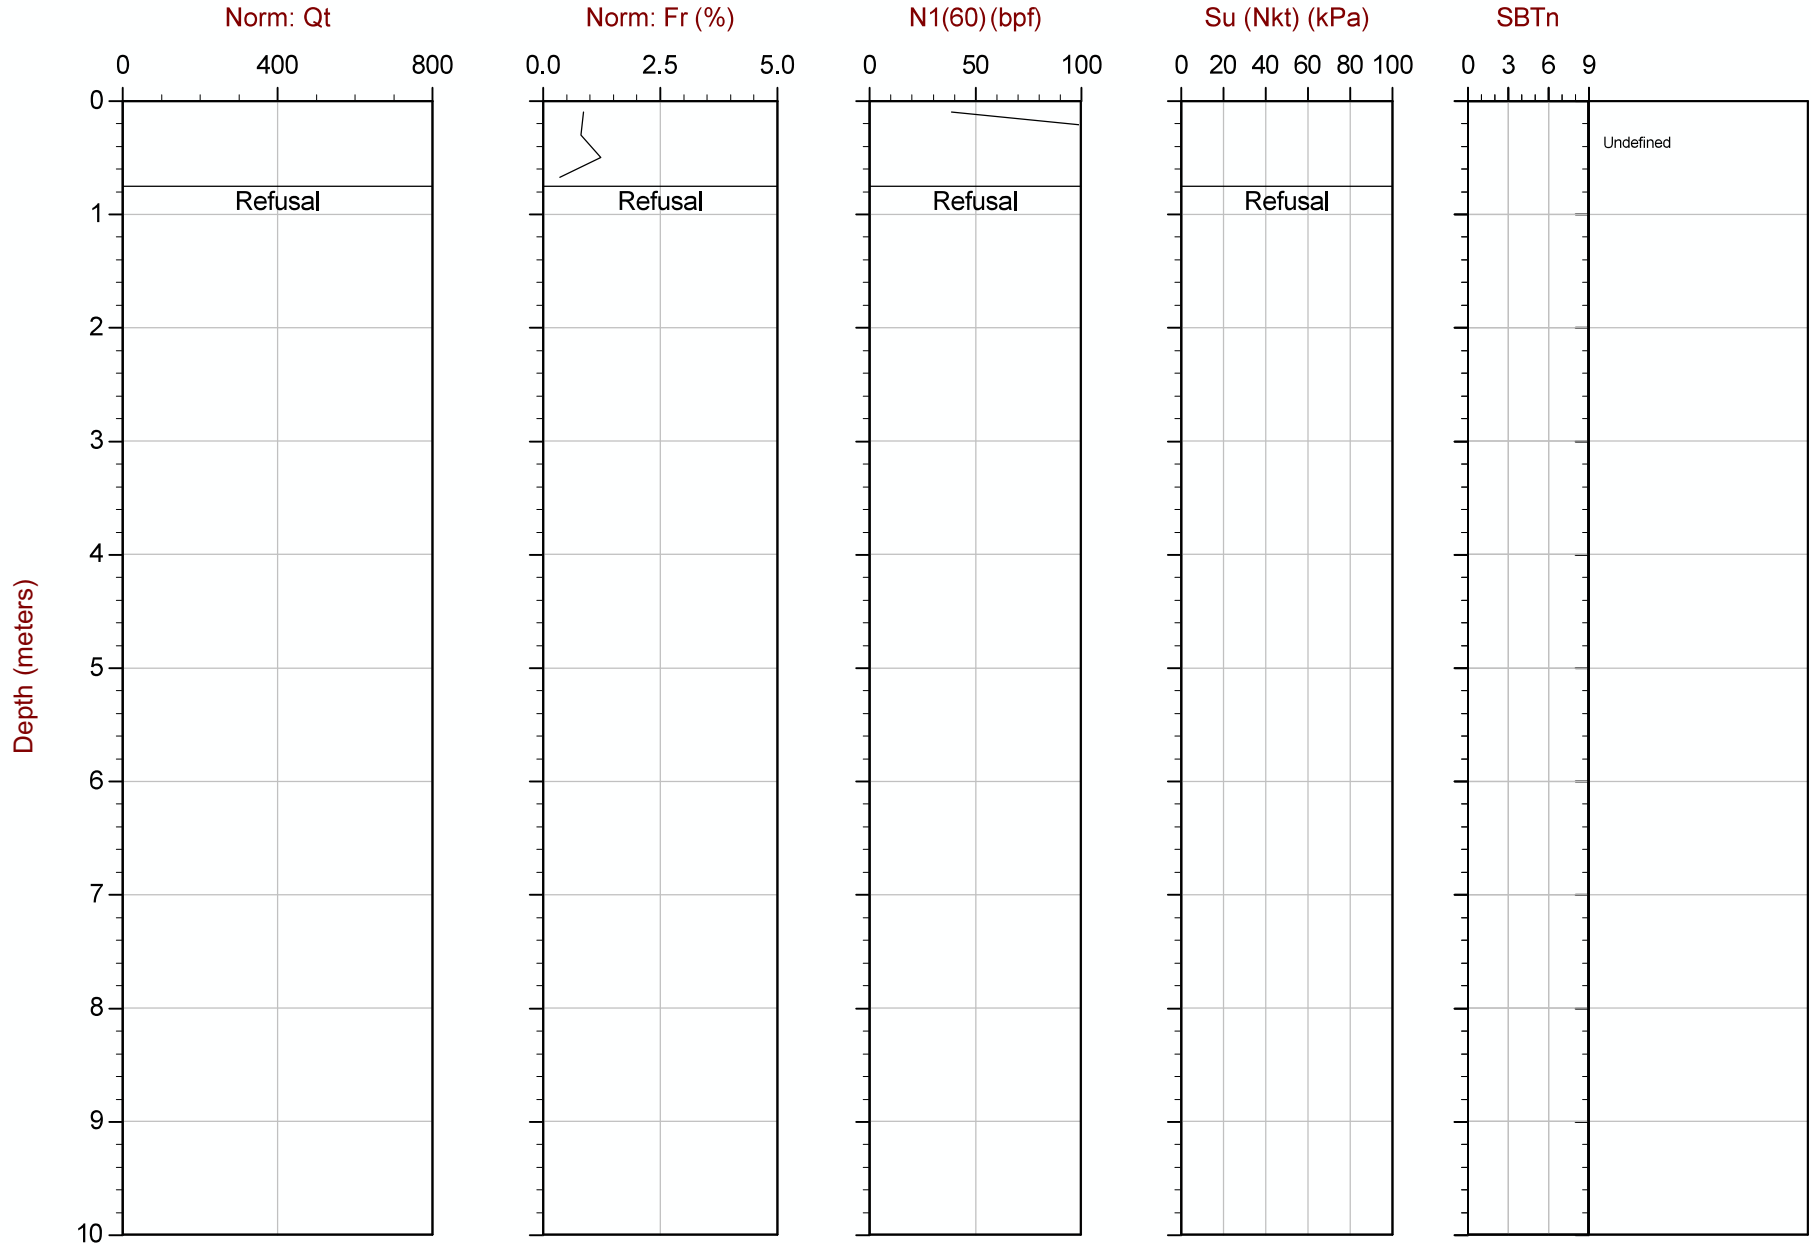 Norm: Qt Norm: Fr (%) N1(60) (bpf) Su (Nkt) (kPa) SBTn
0 400 800 0.0 2.5 5.0 0 50 100 0 20 40 60 80 100 0 3 6 9
0
Undefined
Refusal Refusal Refusal Refusal
1
2
3
4
Depth (meters)
5
6
7
8
9
10